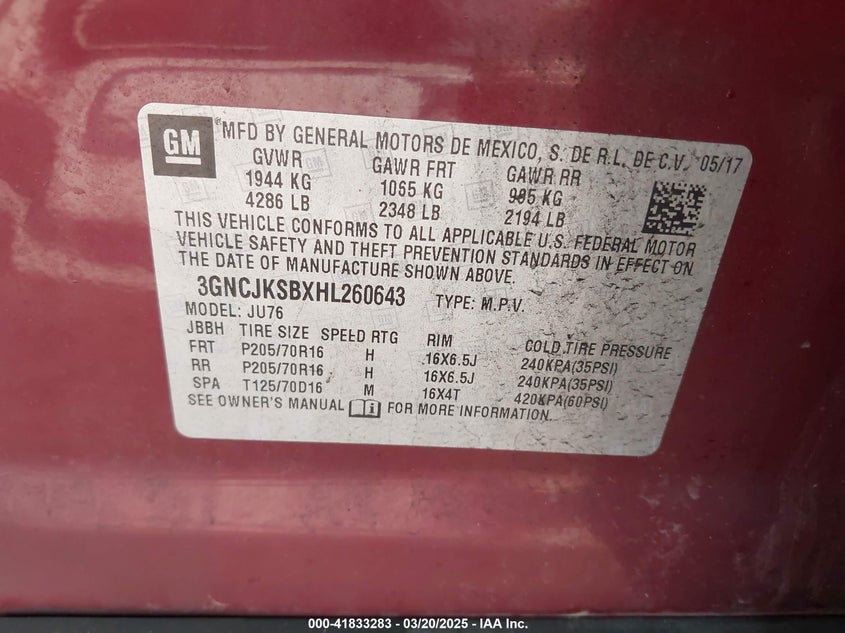 GM MFD BY GENERAL MOTORS DE MEXICO, S. DE R.L. DE C.V. 05/17
GVWR GAWR FRT GAWR RR
1944 KG 1065 KG 995 KG
4286 LB 2348 LB 2194 LB
THIS VEHICLE CONFORMS TO ALL APPLICABLE U.S. FEDERAL MOTOR
VEHICLE SAFETY AND THEFT PREVENTION STANDARDS IN EFFECT ON
THE DATE OF MANUFACTURE SHOWN ABOVE.
3GNCJKSBXHL260643 TYPE: M.P.V.
MODEL: JU76
JBBH TIRE SIZE SPEED RTG RIM COLD TIRE PRESSURE
FRT P205/70R16 H 16X6.5J 240KPA(35PSI)
RR P205/70R16 H 16X6.5J 240KPA(35PSI)
SPA T125/70D16 M 16X4T 420KPA(60PSI)
SEE OWNER'S MANUAL FOR MORE INFORMATION.
000-41833283 - 03/20/2025 - IAA Inc.